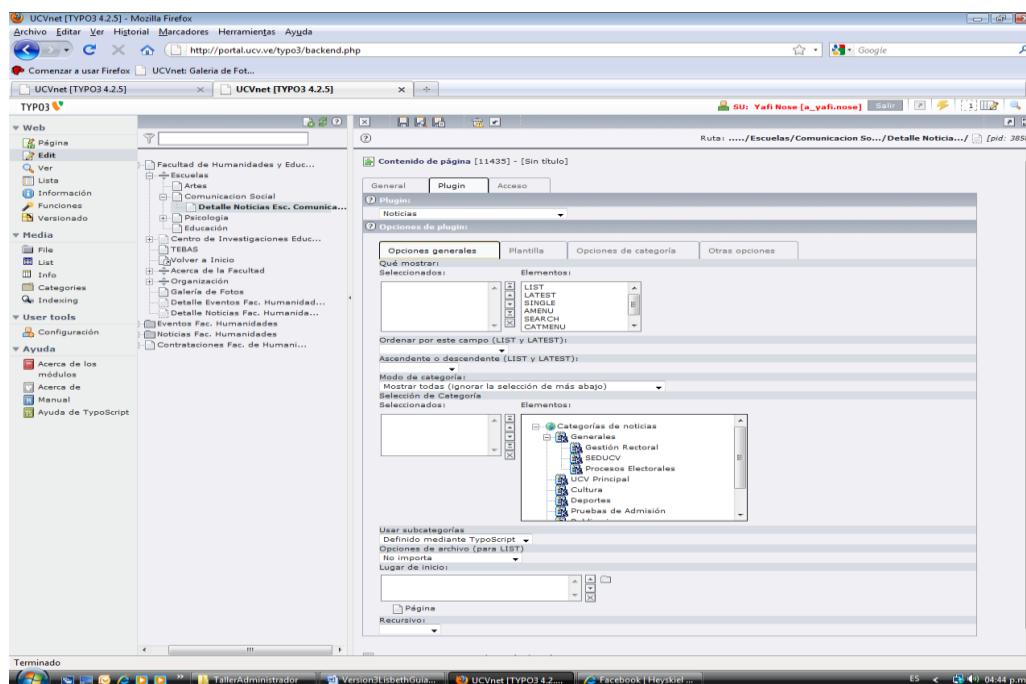 UCVnet [TYPO3 4.2.5] - Mozilla Firefox
Archivo Editar Ver Historial Marcadores Herramientas Ayuda
http://portal.ucv.ve/typo3/backend.php
Google
Comenzar a usar Firefox UCVnet: Galeria de Fot...
UCVnet [TYPO3 4.2.5] UCVnet [TYPO3 4.2.5]
TYPO3 SU: Yafi Nose [a_yafi.nose] Salir
Web
Página
Edit
Ver
Lista
Información
Funciones
Versionado
Media
File
List
Info
Categories
Indexing
User tools
Configuración
Ayuda
Acerca de los
módulos
Acerca de
Manual
Ayuda de TypoScript
Facultad de Humanidades y Educ...
Escuelas
Artes
Comunicacion Social
Detalle Noticias Esc. Comunica...
Psicologia
Educación
Centro de Investigaciones Educ...
TEBAS
Volver a Inicio
Acerca de la Facultad
Organización
Galería de Fotos
Detalle Eventos Fac. Humanidad...
Detalle Noticias Fac. Humanida...
Eventos Fac. Humanidades
Noticias Fac. Humanidades
Contrataciones Fac. de Humani...
Ruta: ...../Escuelas/Comunicacion So.../Detalle Noticia.../ [pid: 385
Contenido de página [11435] - [Sin título]
General Plugin Acceso
Plugin:
Noticias
Opciones de plugin:
Opciones generales Plantilla Opciones de categoría Otras opciones
Qué mostrar:
Seleccionados: Elementos:
LIST
LATEST
SINGLE
AMENU
SEARCH
CATMENU
Ordenar por este campo (LIST y LATEST):
Ascendente o descendente (LIST y LATEST):
Modo de categoria:
Mostrar todas (ignorar la selección de más abajo)
Selección de Categoría
Seleccionados: Elementos:
Categorías de noticias
Generales
Gestión Rectoral
SEDUCV
Procesos Electorales
UCV Principal
Cultura
Deportes
Pruebas de Admisión
Usar subcategorías
Definido mediante TypoScript
Opciones de archivo (para LIST)
No importa
Lugar de inicio:
Página
Recursivo:
Terminado
TallerAdministrador Version3LisbethGuia... UCVnet [TYPO3 4.2.... Facebook | Heyskiel ... ES 04:44 p.m.